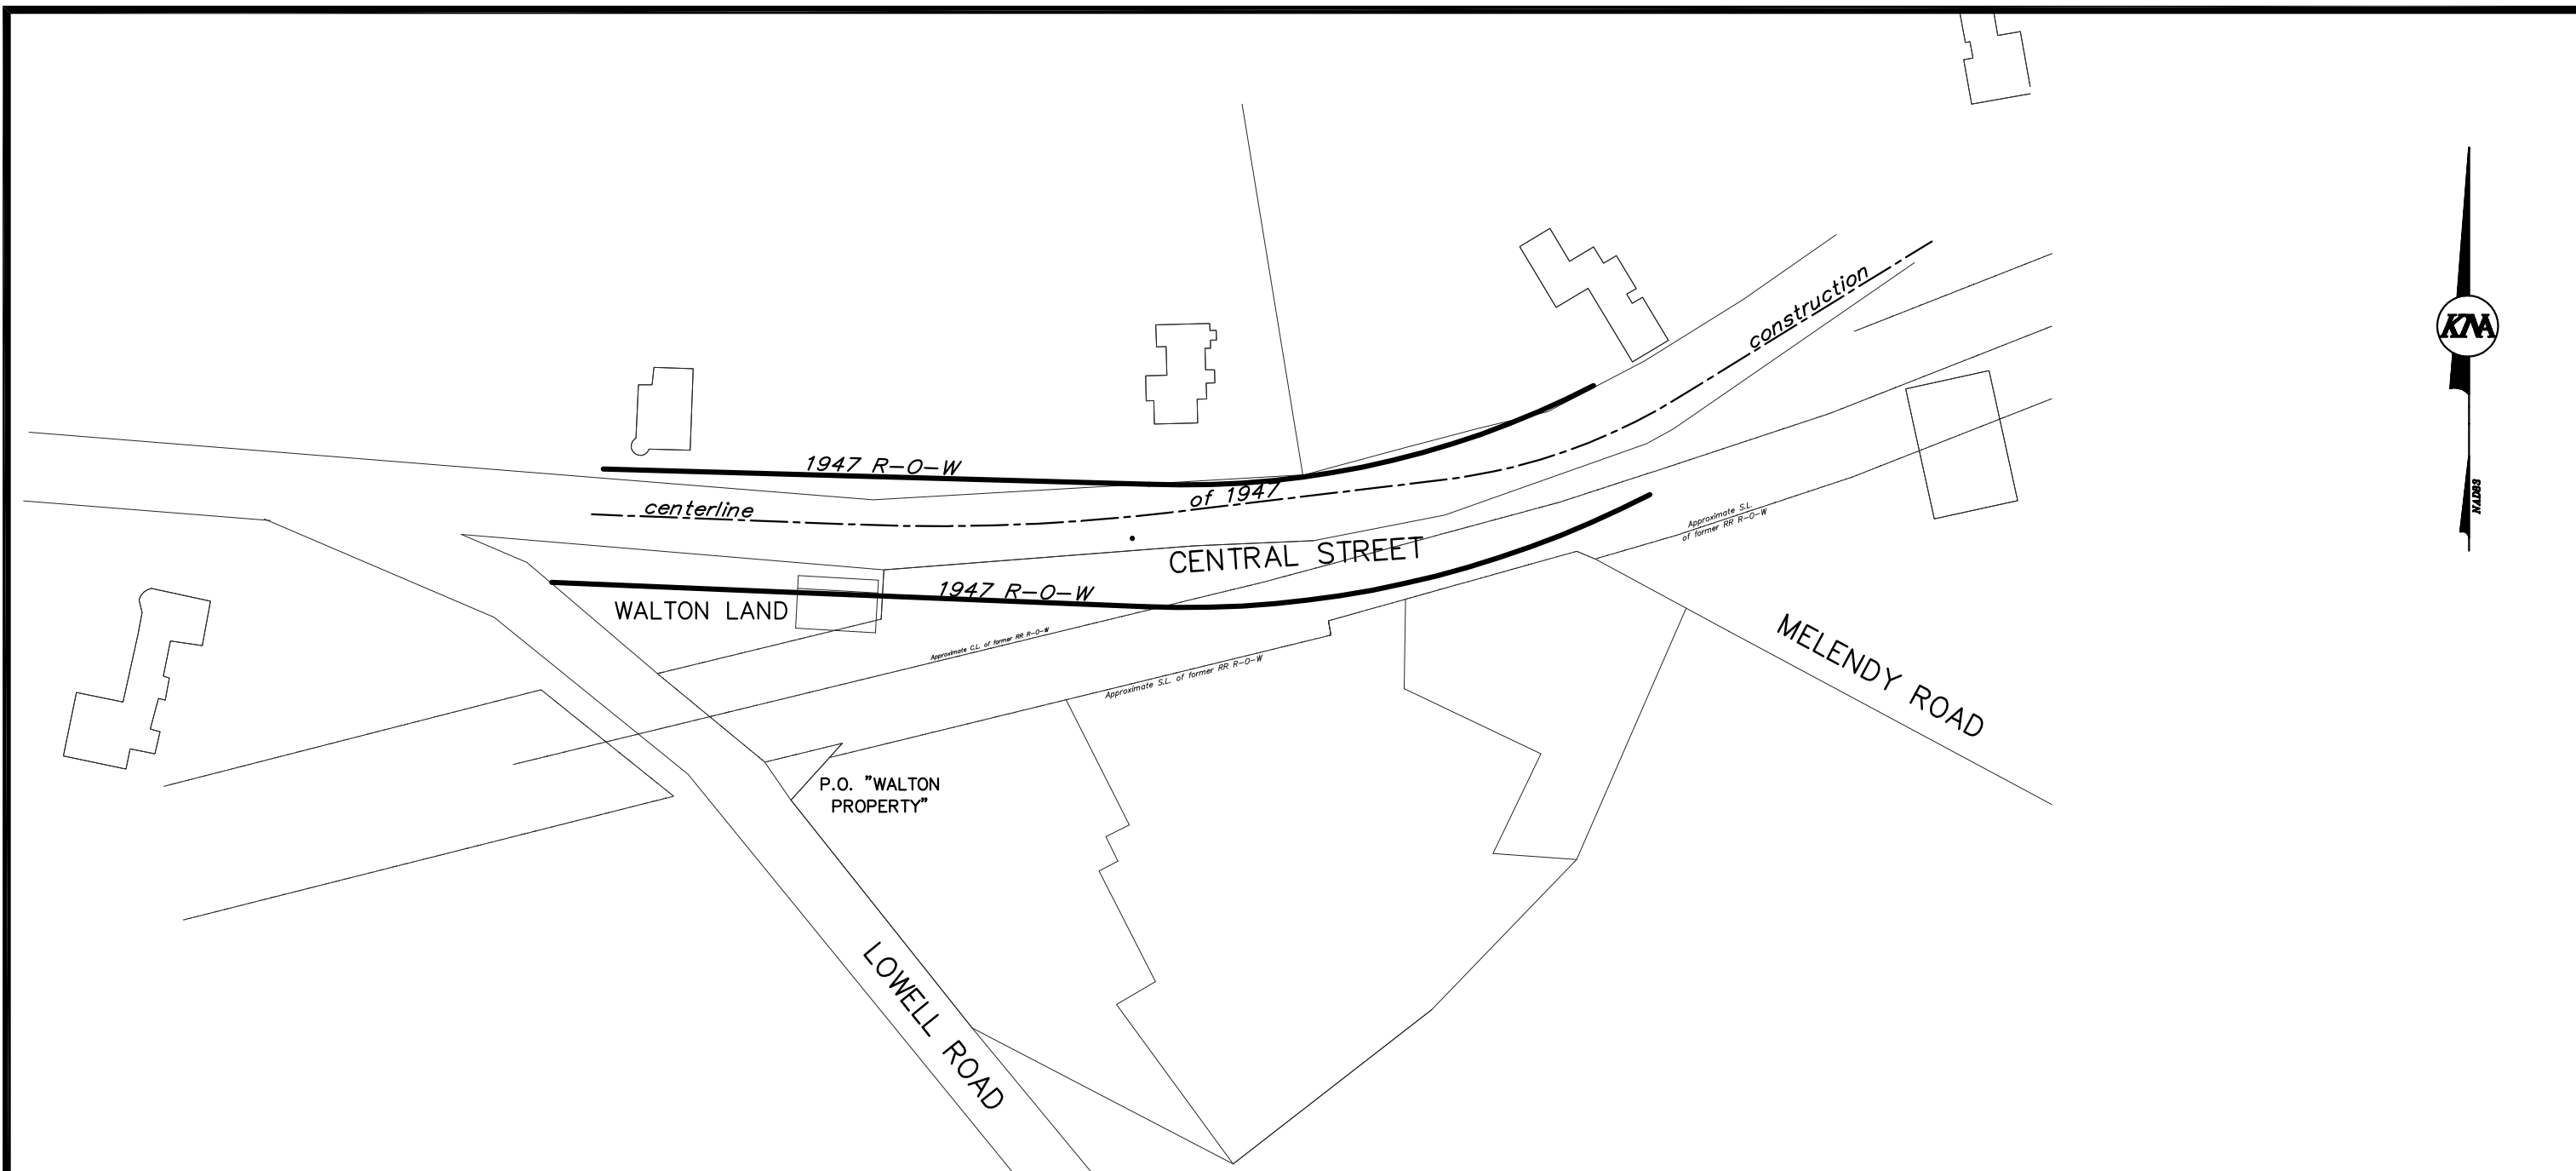 construction
KNA
1947 R-O-W
of 1947
centerline
NAD83
Approximate S.L.
of former RR R-O-W
CENTRAL STREET
1947 R-O-W
WALTON LAND
Approximate C.L. of former RR R-O-W
Approximate S.L. of former RR R-O-W
MELENDY ROAD
P.O. "WALTON
PROPERTY"
LOWELL ROAD